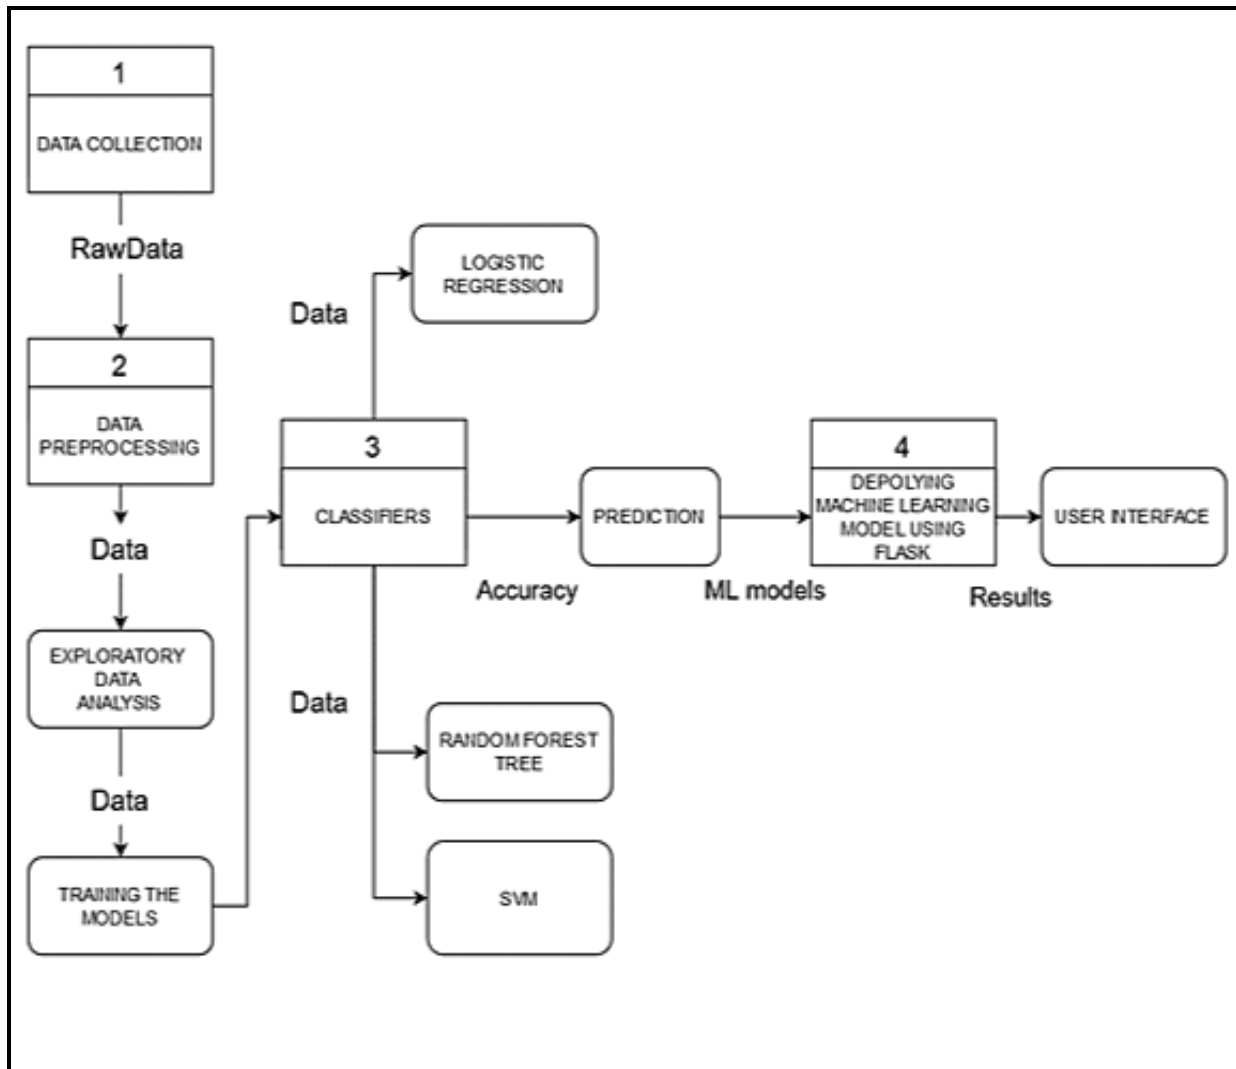 1
DATA COLLECTION
RawData
2
DATA
PREPROCESSING
Data
EXPLORATORY
DATA
ANALYSIS
Data
TRAINING THE
MODELS
3
CLASSIFIERS
Data
LOGISTIC
REGRESSION
Data
RANDOM FOREST
TREE
SVM
Accuracy
PREDICTION
ML models
4
DEPOLYING
MACHINE LEARNING
MODEL USING
FLASK
Results
USER INTERFACE